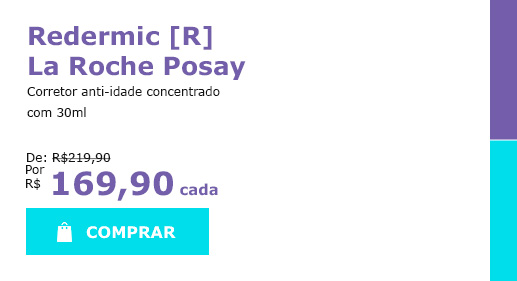 Redermic [R]
La Roche Posay
Corretor anti-idade concentrado
com 30ml
De: R$219,90
Por
R$ 169,90 cada
COMPRAR